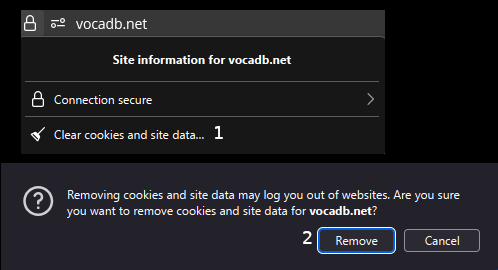 vocadb.net
Site information for vocadb.net
Connection secure
Clear cookies and site data... 1
Removing cookies and site data may log you out of websites. Are you sure
you want to remove cookies and site data for vocadb.net?
2 Remove Cancel